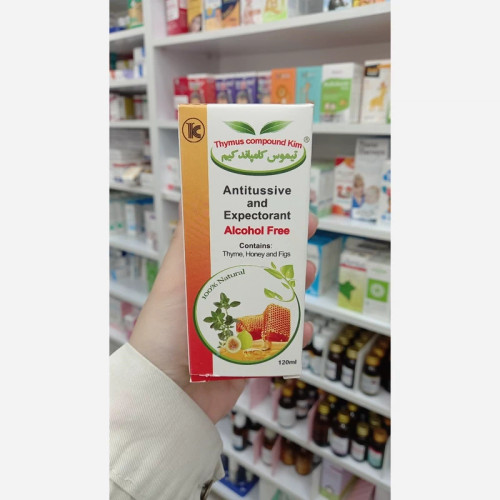 TK
Thymus compound Kim®
تیموس کامپاند کیم
Antitussive
and
Expectorant
Alcohol Free
Contains:
Thyme, Honey and Figs
100% Natural
120ml